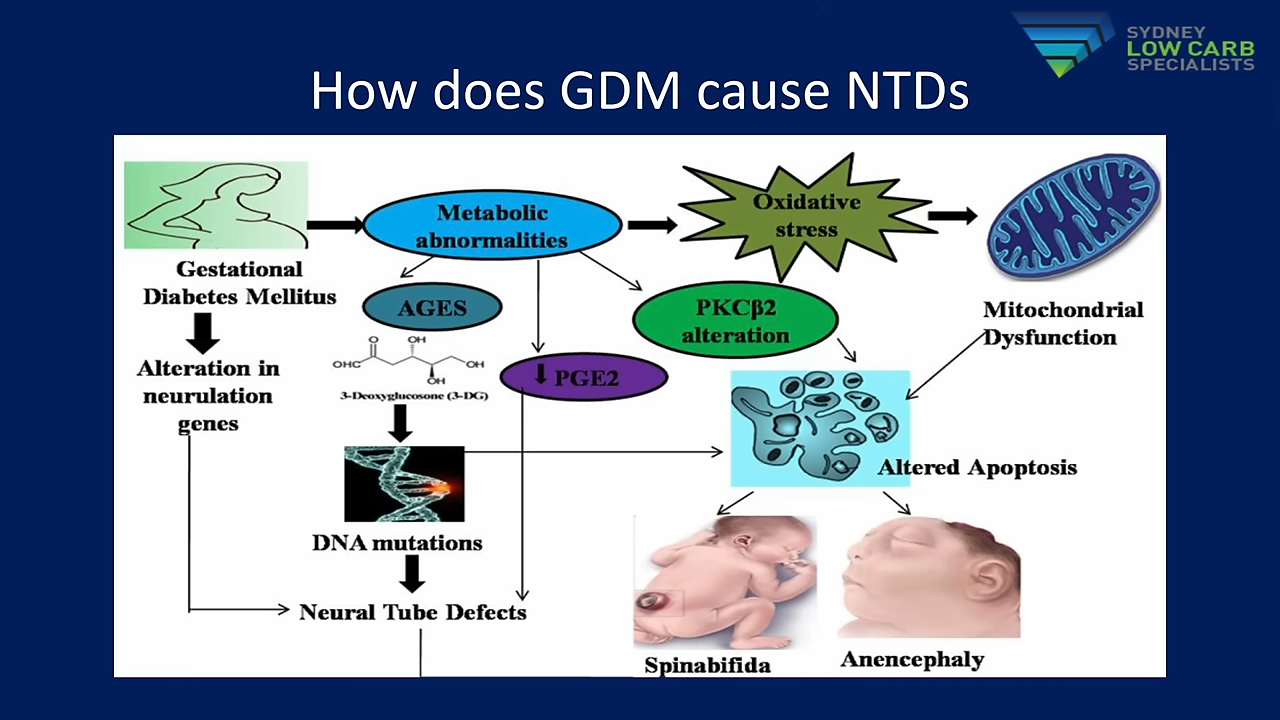 SYDNEY
LOW CARB
SPECIALISTS
How does GDM cause NTDs
Metabolic
abnormalities
Oxidative
stress
Gestational
Diabetes Mellitus
AGES
PKCβ2
alteration
Mitochondrial
Dysfunction
O
OH
OHC
OH
OH
3-Deoxyglucosone (3-DG)
PGE2
Alteration in
neurulation
genes
Altered Apoptosis
DNA mutations
Neural Tube Defects
Spinabifida
Anencephaly